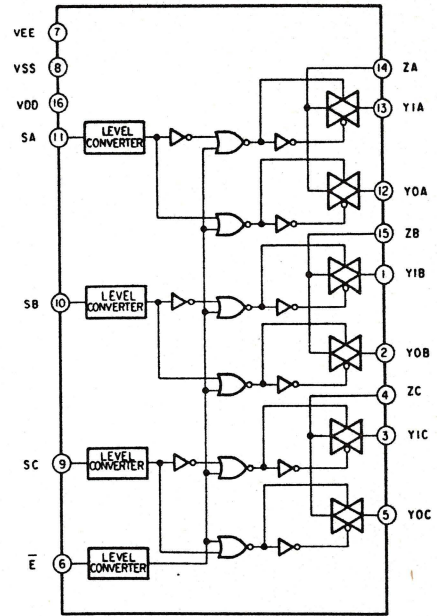 VEE 7
VSS 8
VDD 16
SA 11 LEVEL CONVERTER
14 ZA
13 Y1A
12 Y0A
15 ZB
SB 10 LEVEL CONVERTER
1 Y1B
2 Y0B
4 ZC
SC 9 LEVEL CONVERTER
3 Y1C
5 Y0C
E 6 LEVEL CONVERTER